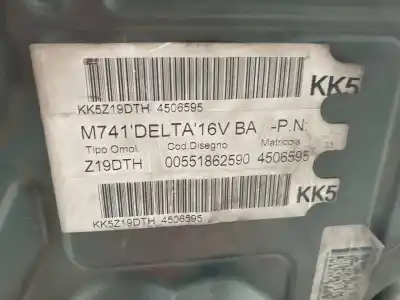 KK5
KK5Z19DTH 4506595
M741'DELTA'16V BA -P.N
Tipo Omol. Cod.Disegno Matricola
Z19DTH 00551862590 4506595
KK5
KK5Z19DTH 4506595